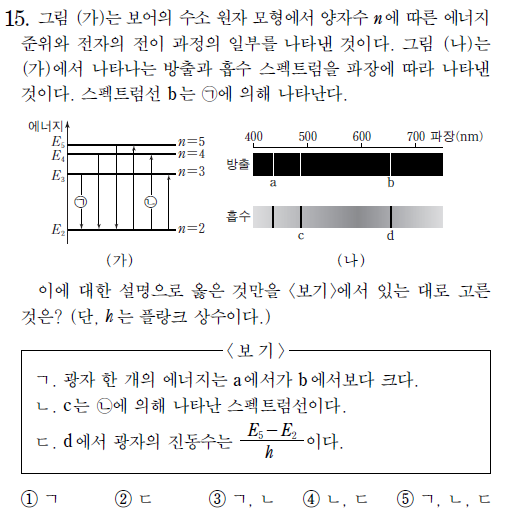 15. 그림 (가)는 보어의 수소 원자 모형에서 양자수 n에 따른 에너지
준위와 전자의 전이 과정의 일부를 나타낸 것이다. 그림 (나)는
(가)에서 나타나는 방출과 흡수 스펙트럼을 파장에 따라 나타낸
것이다. 스펙트럼선 b는 ㉠에 의해 나타난다.
에너지
E₅ n=5
E₄ n=4
E₃ n=3
㉠ ㉡
E₂ n=2
(가)
400 500 600 700 파장(nm)
방출
a b
흡수
c d
(나)
이에 대한 설명으로 옳은 것만을 <보기>에서 있는 대로 고른
것은? (단, h는 플랑크 상수이다.)
<보 기>
ㄱ. 광자 한 개의 에너지는 a에서가 b에서보다 크다.
ㄴ. c는 ㉡에 의해 나타난 스펙트럼선이다.
ㄷ. d에서 광자의 진동수는 (E₅−E₂)/h 이다.
① ㄱ ② ㄷ ③ ㄱ, ㄴ ④ ㄴ, ㄷ ⑤ ㄱ, ㄴ, ㄷ